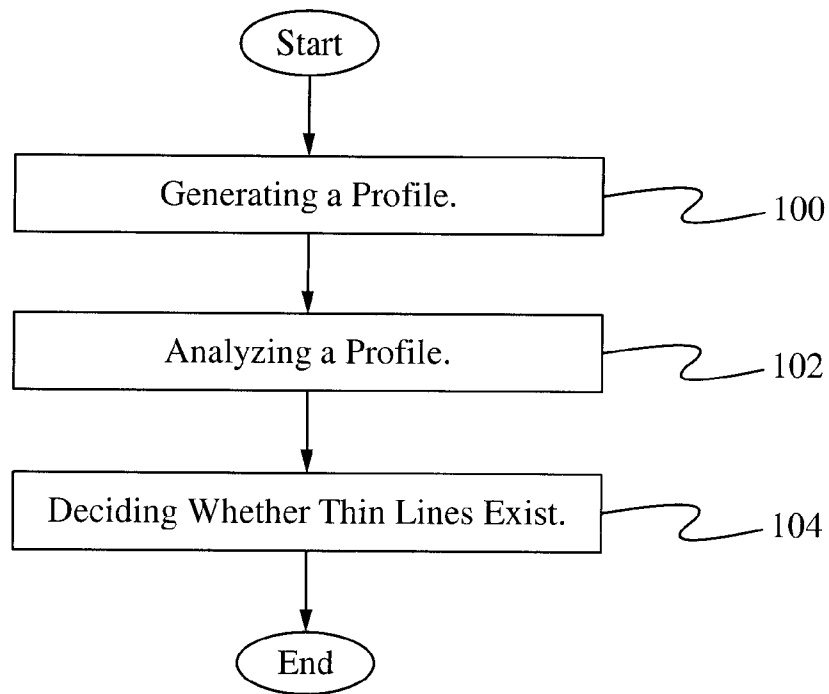 Start
Generating a Profile.
100
Analyzing a Profile.
102
Deciding Whether Thin Lines Exist.
104
End